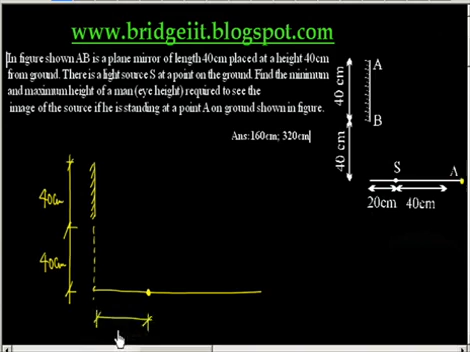 www.bridgeiit.blogspot.com
In figure shown AB is a plane mirror of length 40cm placed at a height 40cm
from ground. There is a light source S at a point on the ground. Find the minimum
and maximum height of a man (eye height) required to see the
image of the source if he is standing at a point A on ground shown in figure.
Ans:160cm; 320cm
A
40 cm
B
40 cm
S
A
20cm
40cm
40cm
40cm